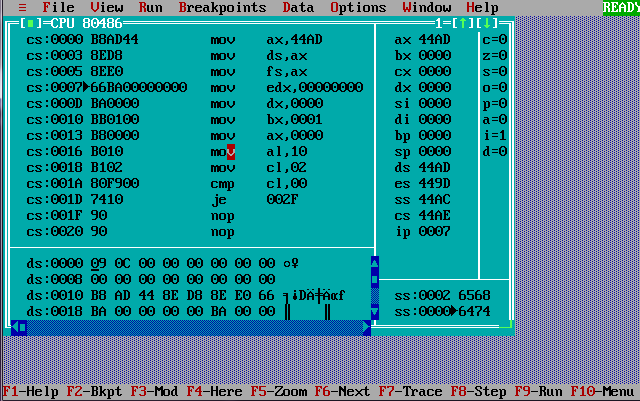 ≡ File View Run Breakpoints Data Options Window Help READY
[■]=CPU 80486 1=[↑][↓]
cs:0000 B8AD44 mov ax,44AD ax 44AD c=0
cs:0003 8ED8 mov ds,ax bx 0000 z=0
cs:0005 8EE0 mov fs,ax cx 0000 s=0
cs:0007►66BA00000000 mov edx,00000000 dx 0000 o=0
cs:000D BA0000 mov dx,0000 si 0000 p=0
cs:0010 BB0100 mov bx,0001 di 0000 a=0
cs:0013 B80000 mov ax,0000 bp 0000 i=1
cs:0016 B010 mov al,10 sp 0000 d=0
cs:0018 B102 mov cl,02 ds 44AD
cs:001A 80F900 cmp cl,00 es 449D
cs:001D 7410 je 002F ss 44AC
cs:001F 90 nop cs 44AE
cs:0020 90 nop ip 0007
ds:0000 09 0C 00 00 00 00 00 00 ○♀
ds:0008 00 00 00 00 00 00 00 00
ds:0010 B8 AD 44 8E D8 8E E0 66 ╕¡DÄ╪Äαf ss:0002 6568
ds:0018 BA 00 00 00 00 BA 00 00 ║ ║ ss:0000►6474
F1-Help F2-Bkpt F3-Mod F4-Here F5-Zoom F6-Next F7-Trace F8-Step F9-Run F10-Menu